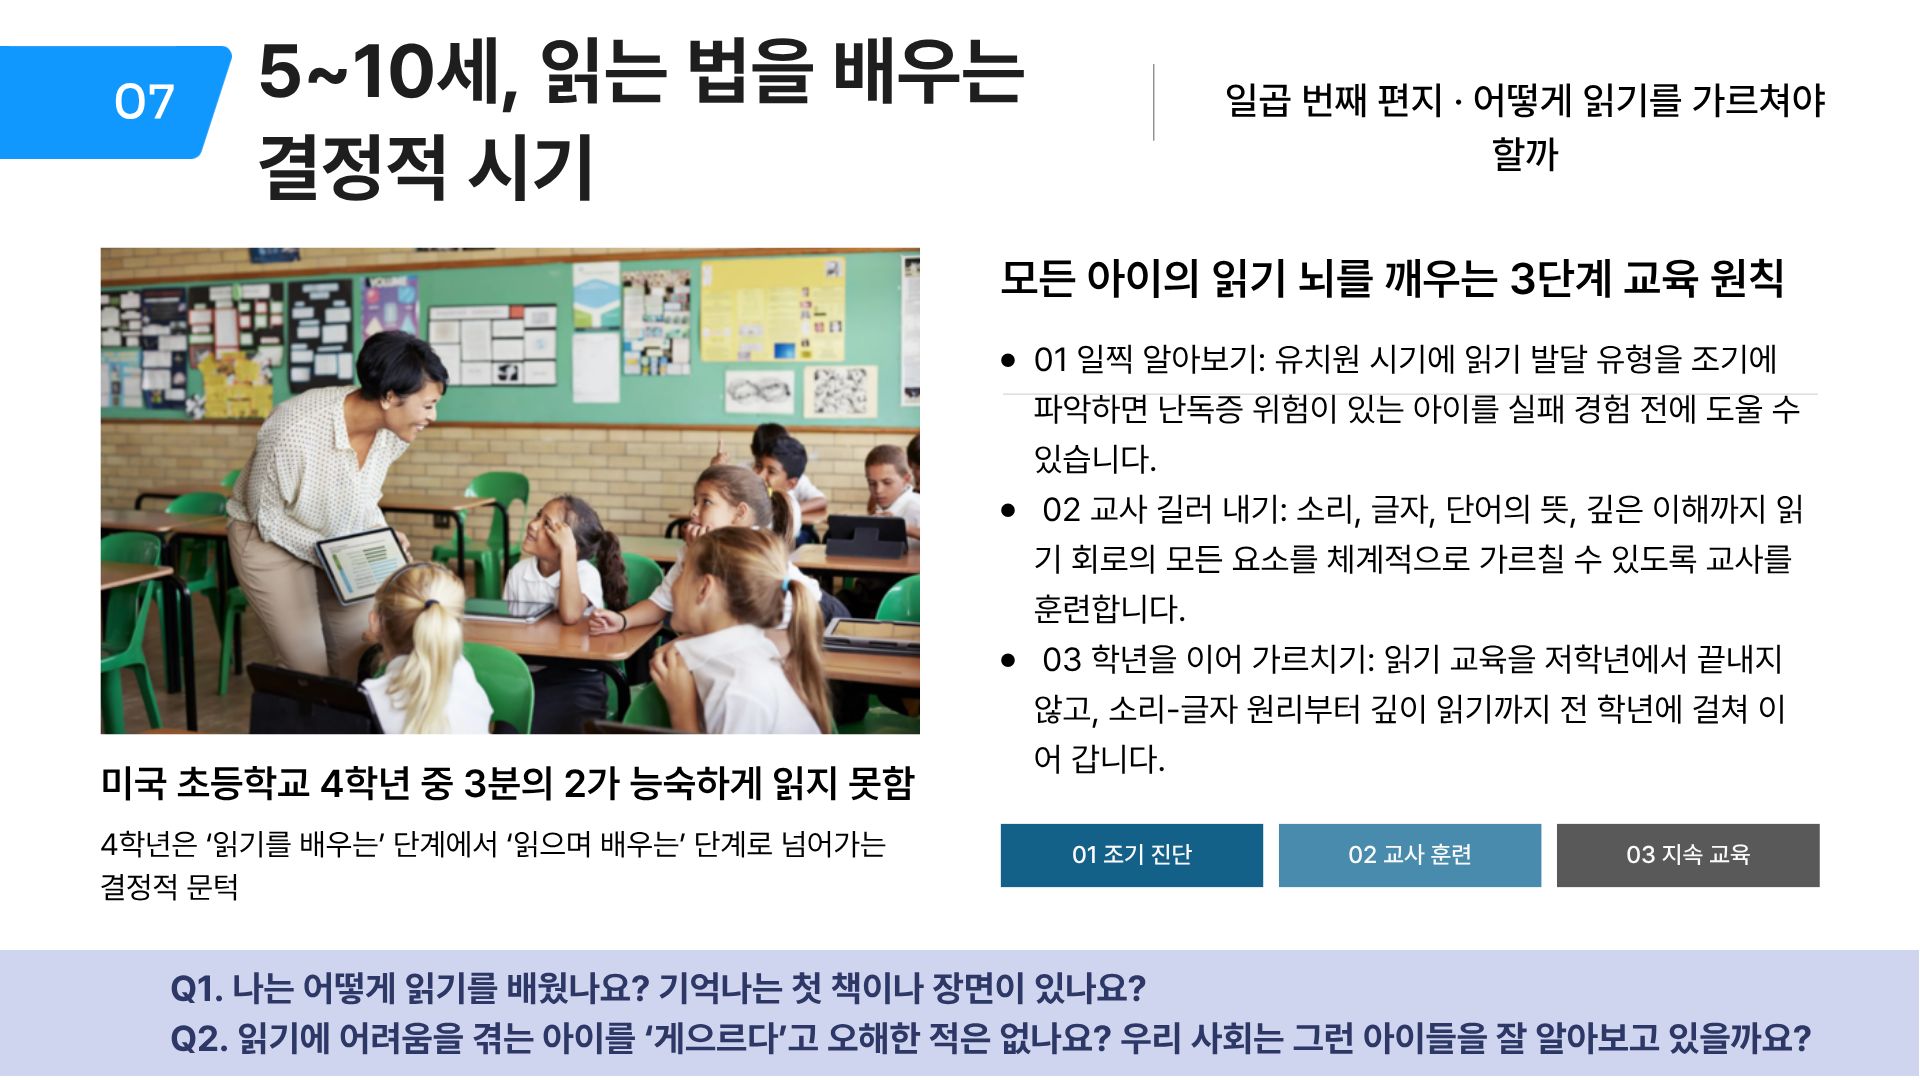 07
5~10세, 읽는 법을 배우는
결정적 시기
일곱 번째 편지 · 어떻게 읽기를 가르쳐야
할까
모든 아이의 읽기 뇌를 깨우는 3단계 교육 원칙
● 01 일찍 알아보기: 유치원 시기에 읽기 발달 유형을 조기에
파악하면 난독증 위험이 있는 아이를 실패 경험 전에 도울 수
있습니다.
● 02 교사 길러 내기: 소리, 글자, 단어의 뜻, 깊은 이해까지 읽
기 회로의 모든 요소를 체계적으로 가르칠 수 있도록 교사를
훈련합니다.
● 03 학년을 이어 가르치기: 읽기 교육을 저학년에서 끝내지
않고, 소리-글자 원리부터 깊이 읽기까지 전 학년에 걸쳐 이
어 갑니다.
미국 초등학교 4학년 중 3분의 2가 능숙하게 읽지 못함
4학년은 ‘읽기를 배우는’ 단계에서 ‘읽으며 배우는’ 단계로 넘어가는
결정적 문턱
01 조기 진단
02 교사 훈련
03 지속 교육
Q1. 나는 어떻게 읽기를 배웠나요? 기억나는 첫 책이나 장면이 있나요?
Q2. 읽기에 어려움을 겪는 아이를 ‘게으르다’고 오해한 적은 없나요? 우리 사회는 그런 아이들을 잘 알아보고 있을까요?